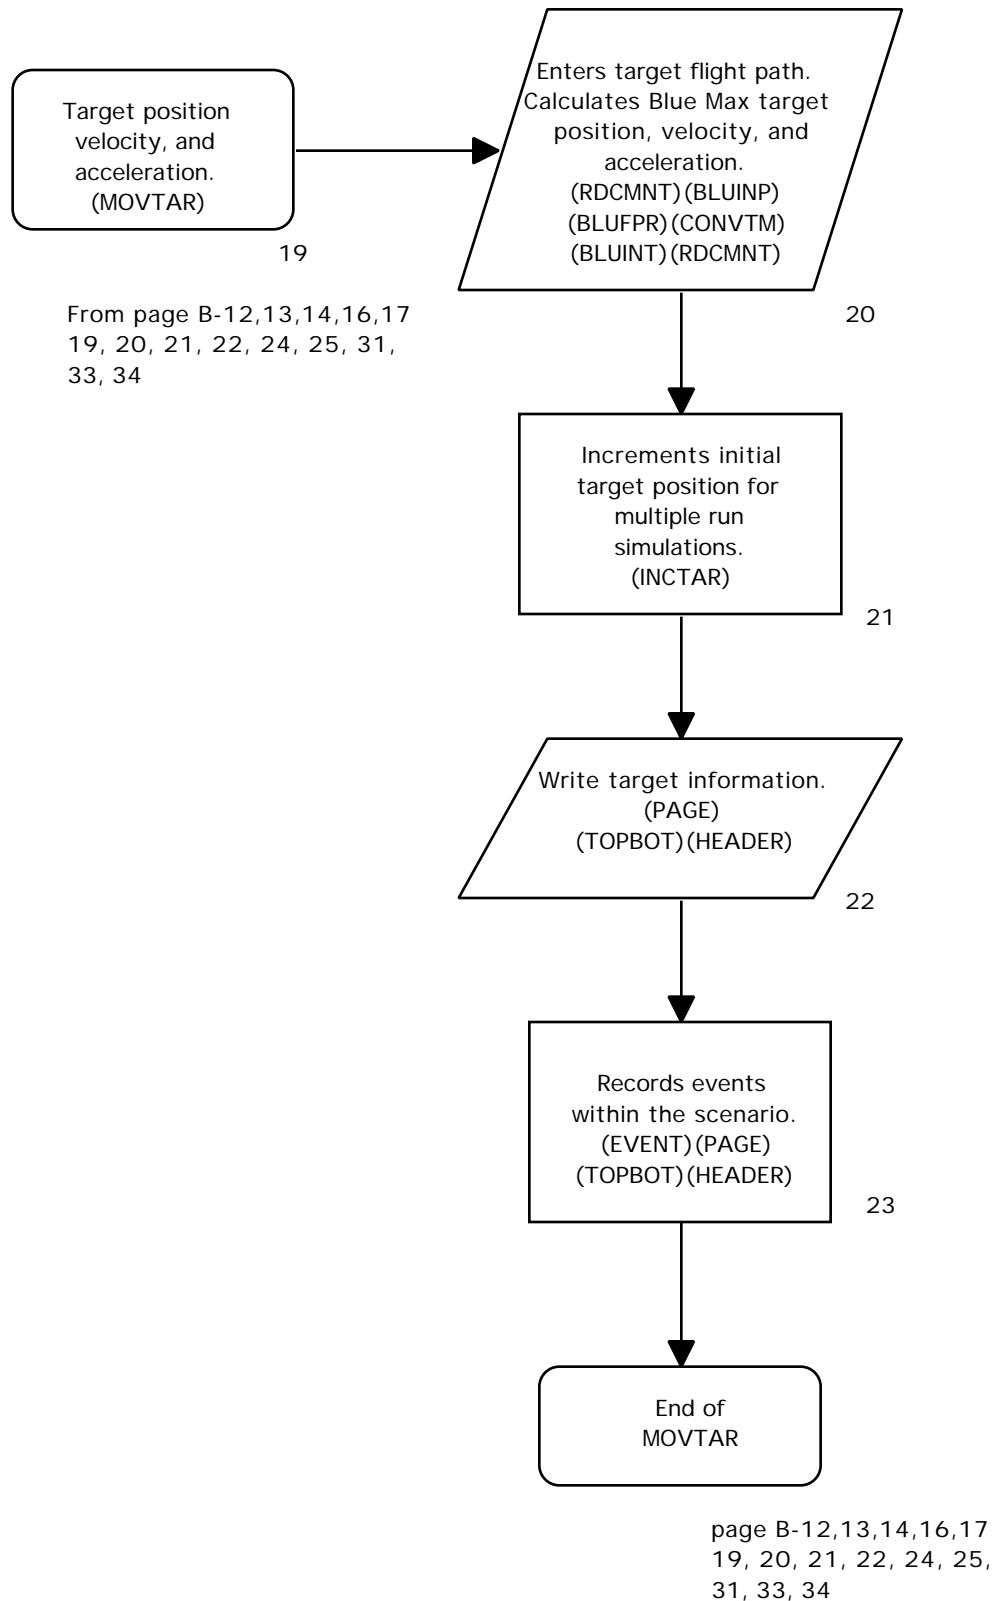 Target position
velocity, and
acceleration.
(MOVTAR)
19
From page B-12,13,14,16,17
19, 20, 21, 22, 24, 25, 31,
33, 34
Enters target flight path.
Calculates Blue Max target
position, velocity, and
acceleration.
(RDCMNT)(BLUINP)
(BLUFPR)(CONVTM)
(BLUINT)(RDCMNT)
20
Increments initial
target position for
multiple run
simulations.
(INCTAR)
21
Write target information.
(PAGE)
(TOPBOT)(HEADER)
22
Records events
within the scenario.
(EVENT)(PAGE)
(TOPBOT)(HEADER)
23
End of
MOVTAR
page B-12,13,14,16,17
19, 20, 21, 22, 24, 25,
31, 33, 34